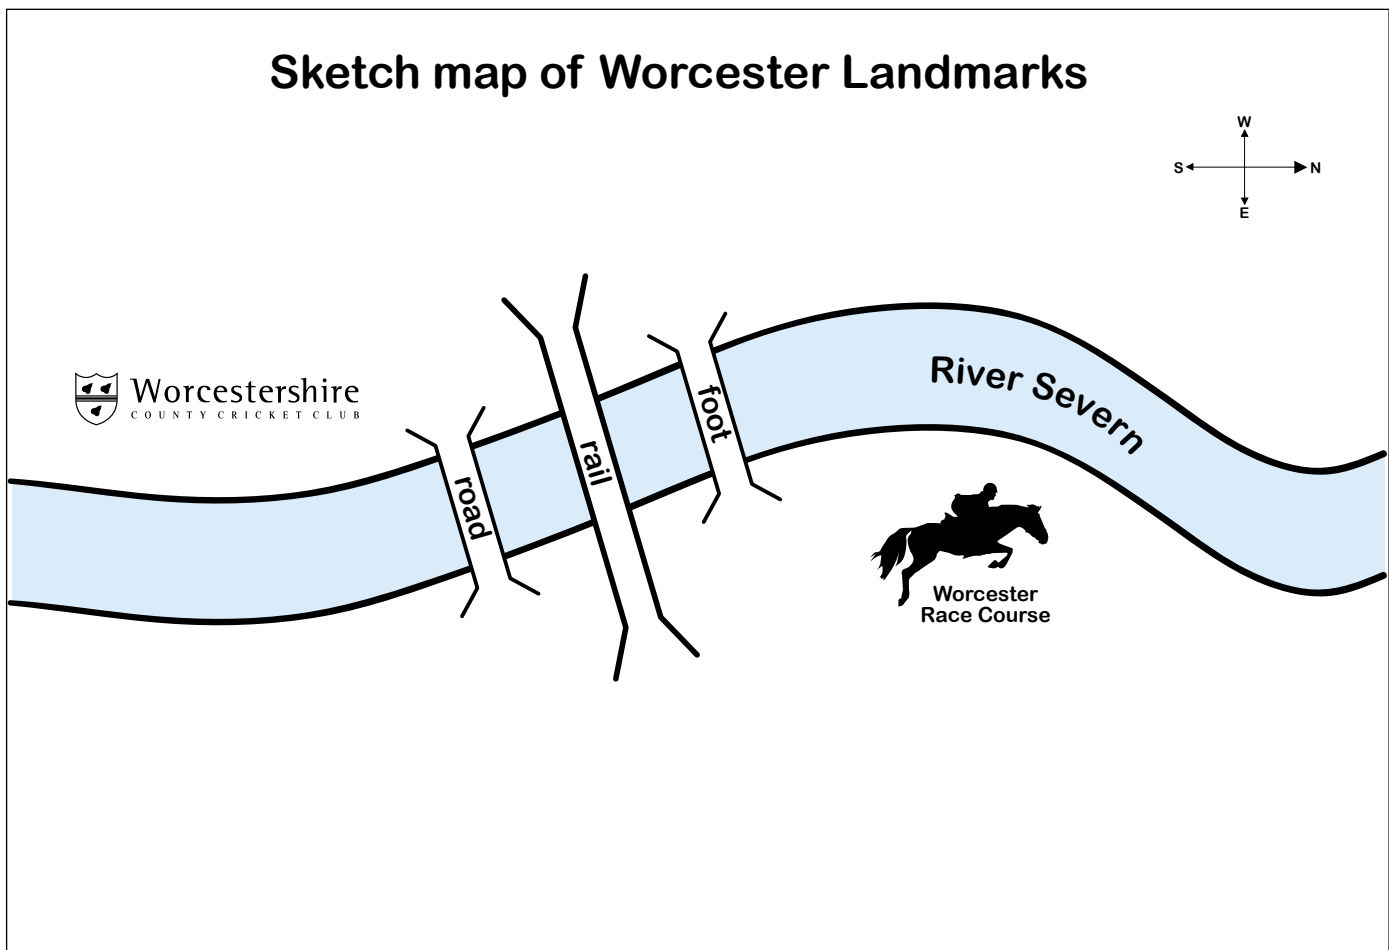 Sketch map of Worcester Landmarks
W
S N
E
Worcestershire
COUNTY CRICKET CLUB
road
rail
foot
River Severn
Worcester
Race Course